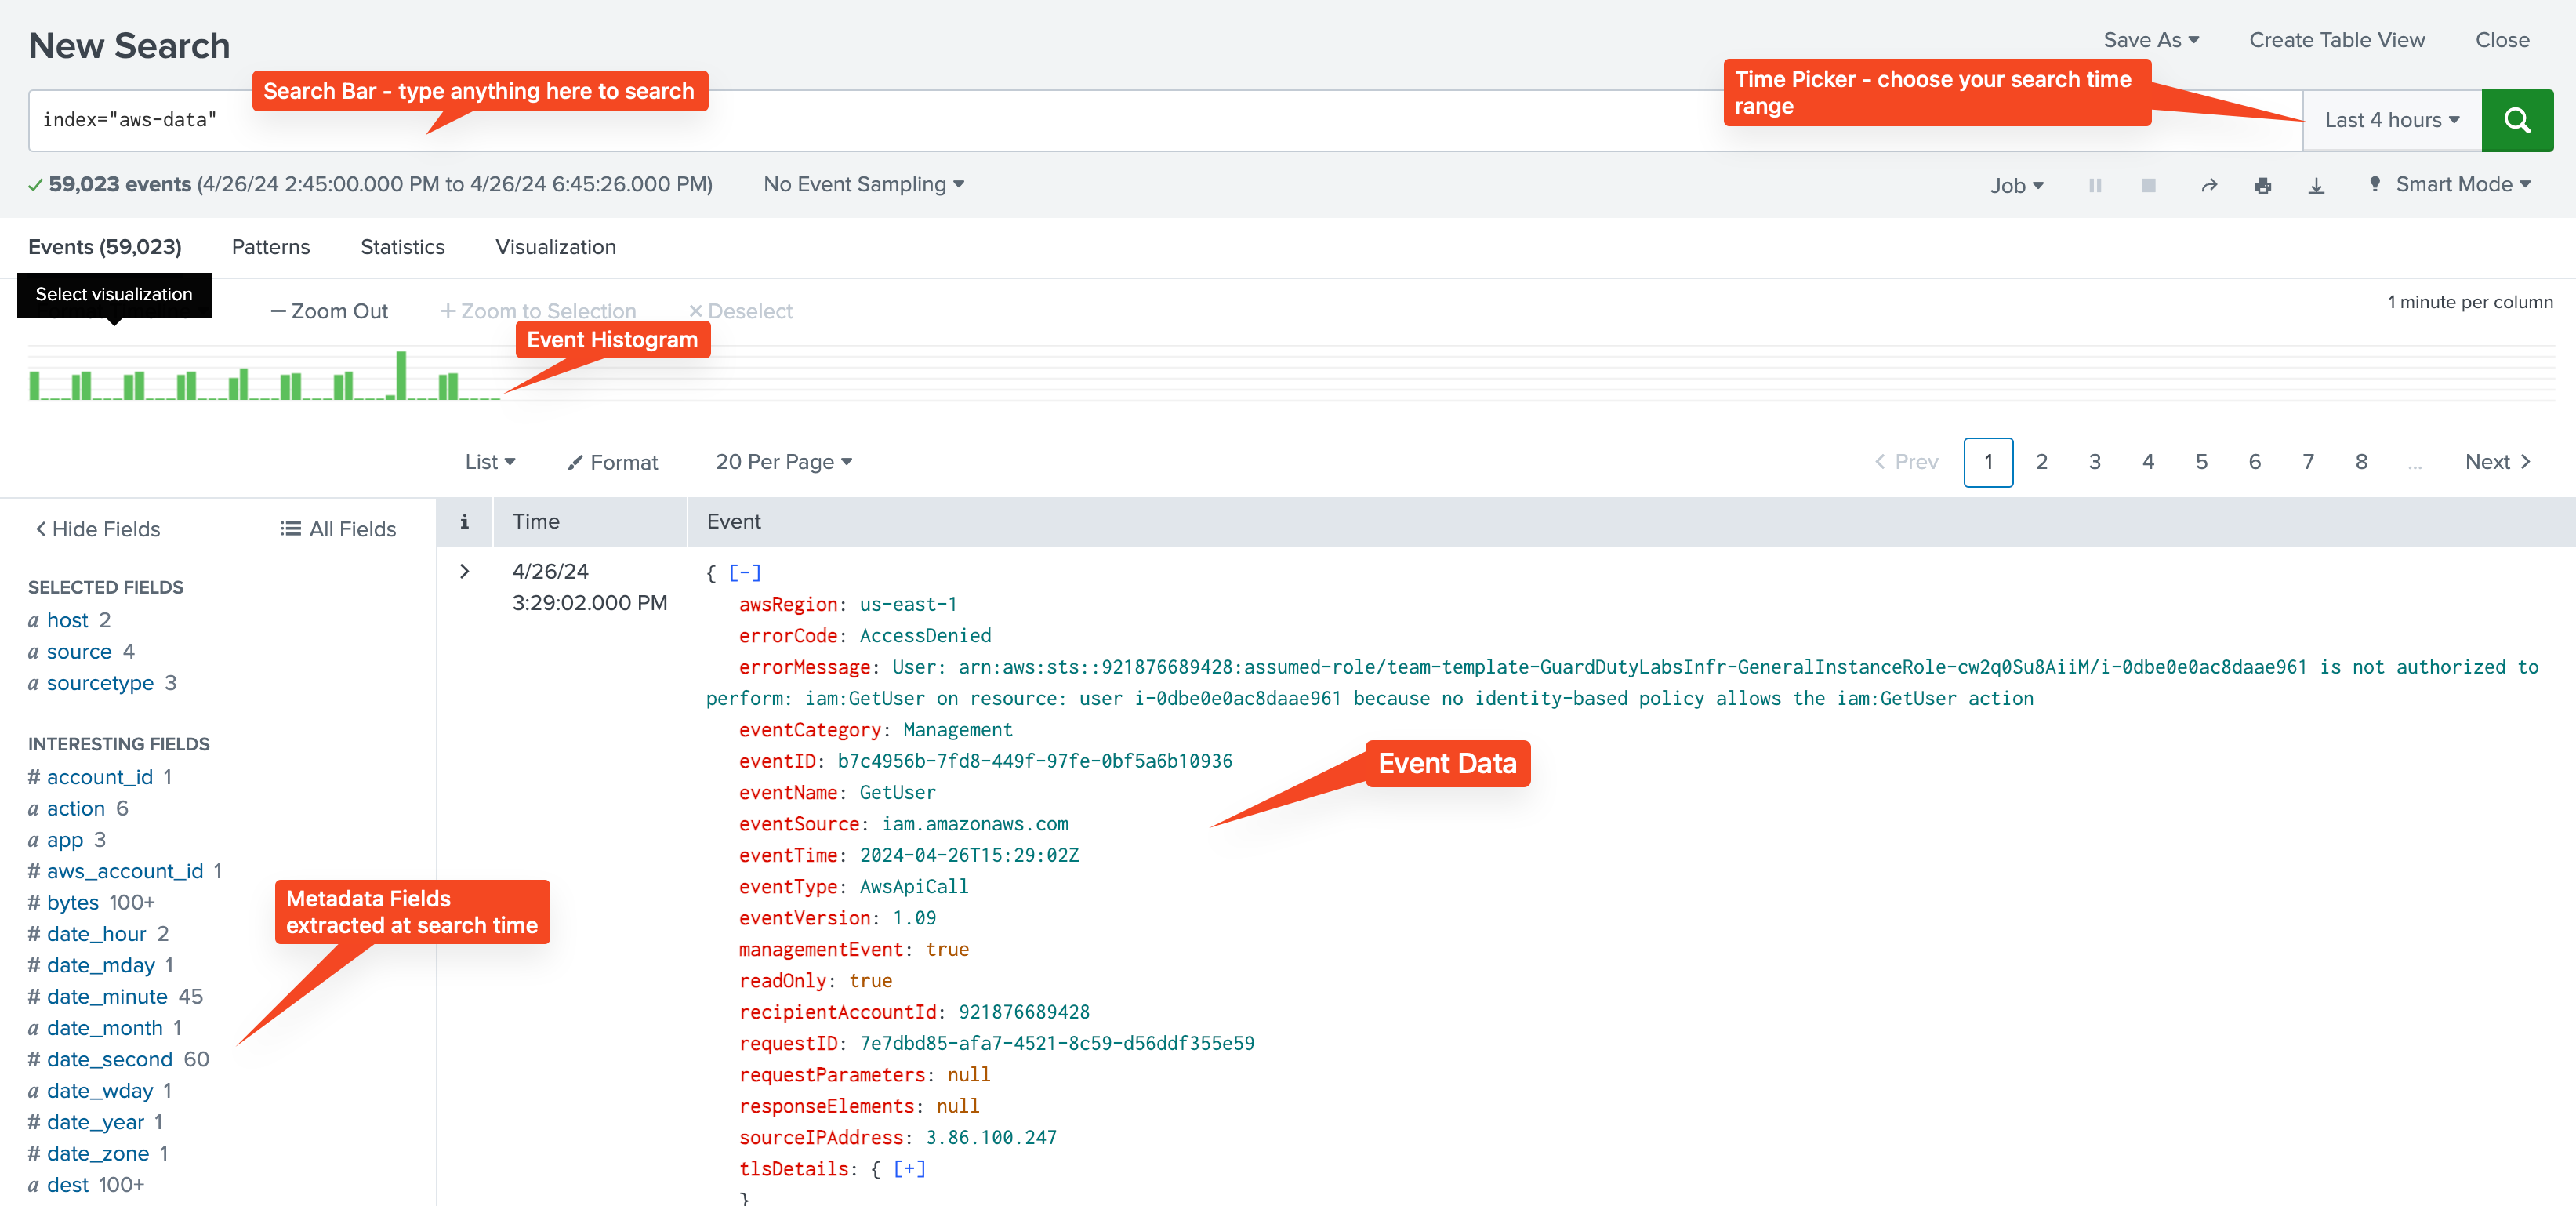 New Search
Save As
Create Table View
Close
Search Bar - type anything here to search
Time Picker - choose your search time
range
index="aws-data"
Last 4 hours
59,023 events (4/26/24 2:45:00.000 PM to 4/26/24 6:45:26.000 PM)
No Event Sampling
Job
Smart Mode
Events (59,023)
Patterns
Statistics
Visualization
Select visualization
— Zoom Out
+ Zoom to Selection
× Deselect
1 minute per column
Event Histogram
List
Format
20 Per Page
< Prev
1
2
3
4
5
6
7
8
...
Next >
< Hide Fields
All Fields
i
Time
Event
SELECTED FIELDS
a host 2
a source 4
a sourcetype 3
INTERESTING FIELDS
# account_id 1
a action 6
a app 3
# aws_account_id 1
# bytes 100+
# date_hour 2
# date_mday 1
# date_minute 45
a date_month 1
# date_second 60
a date_wday 1
# date_year 1
# date_zone 1
a dest 100+
Metadata Fields
extracted at search time
>
4/26/24
3:29:02.000 PM
{ [-]
awsRegion: us-east-1
errorCode: AccessDenied
errorMessage: User: arn:aws:sts::921876689428:assumed-role/team-template-GuardDutyLabsInfr-GeneralInstanceRole-cw2q0Su8AiiM/i-0dbe0e0ac8daae961 is not authorized to
perform: iam:GetUser on resource: user i-0dbe0e0ac8daae961 because no identity-based policy allows the iam:GetUser action
eventCategory: Management
eventID: b7c4956b-7fd8-449f-97fe-0bf5a6b10936
eventName: GetUser
eventSource: iam.amazonaws.com
eventTime: 2024-04-26T15:29:02Z
eventType: AwsApiCall
eventVersion: 1.09
managementEvent: true
readOnly: true
recipientAccountId: 921876689428
requestID: 7e7dbd85-afa7-4521-8c59-d56ddf355e59
requestParameters: null
responseElements: null
sourceIPAddress: 3.86.100.247
tlsDetails: { [+]
}
Event Data